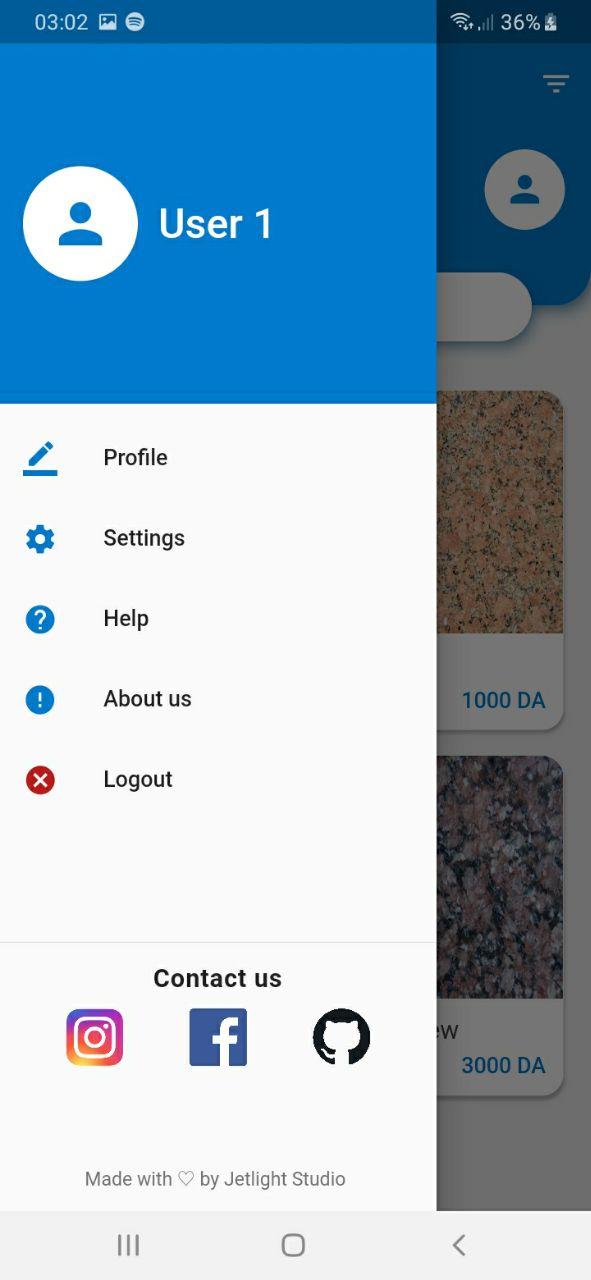 03:02
36%
User 1
Profile
Settings
Help
About us
Logout
1000 DA
ew
3000 DA
Contact us
Made with ♡ by Jetlight Studio